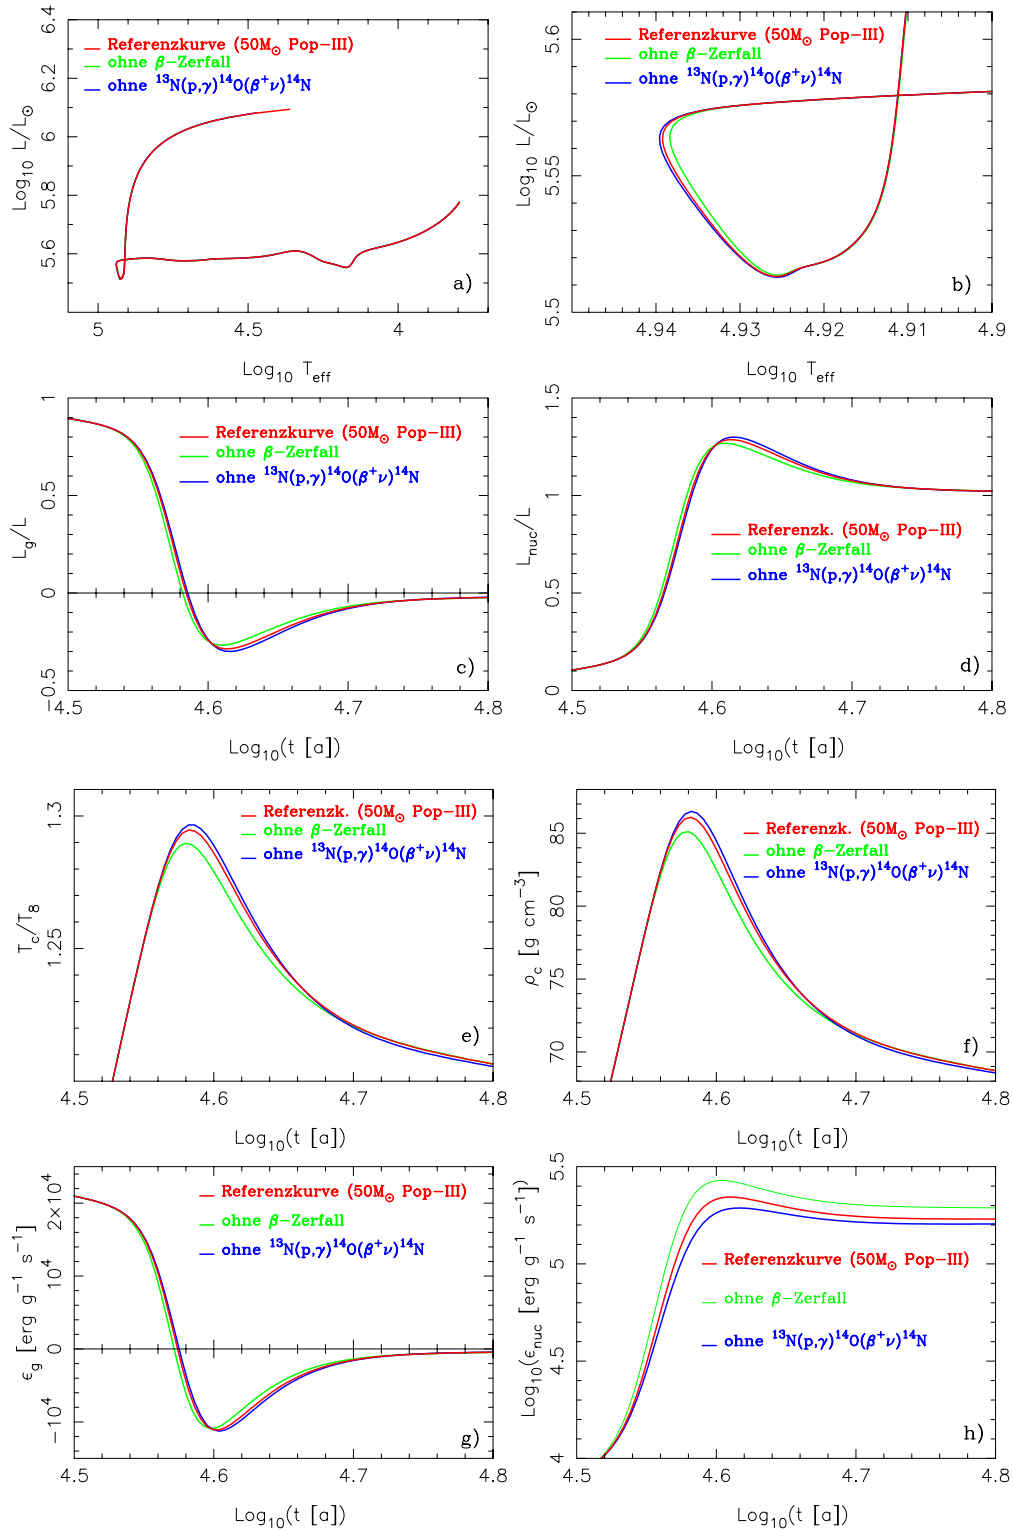 6.4
6.2
6
5.8
5.6
Log₁₀ L/L☉
Referenzkurve (50M☉ Pop-III)
ohne β-Zerfall
ohne ¹³N(p,γ)¹⁴O(β⁺ν)¹⁴N
a)
5 4.5 4
Log₁₀ T_eff
5.6
5.55
5.5
Log₁₀ L/L☉
Referenzkurve (50M☉ Pop-III)
ohne β-Zerfall
ohne ¹³N(p,γ)¹⁴O(β⁺ν)¹⁴N
b)
4.94 4.93 4.92 4.91 4.9
Log₁₀ T_eff
1
0.5
0
−0.5
L_g/L
Referenzkurve (50M☉ Pop-III)
ohne β-Zerfall
ohne ¹³N(p,γ)¹⁴O(β⁺ν)¹⁴N
c)
4.5 4.6 4.7 4.8
Log₁₀(t [a])
1.5
1
0.5
0
L_nuc/L
Referenzk. (50M☉ Pop-III)
ohne β-Zerfall
ohne ¹³N(p,γ)¹⁴O(β⁺ν)¹⁴N
d)
4.5 4.6 4.7 4.8
Log₁₀(t [a])
1.3
1.25
T_c/T₈
Referenzk. (50M☉ Pop-III)
ohne β-Zerfall
ohne ¹³N(p,γ)¹⁴O(β⁺ν)¹⁴N
e)
4.5 4.6 4.7 4.8
Log₁₀(t [a])
85
80
75
70
ρ_c [g cm⁻³]
Referenzk. (50M☉ Pop-III)
ohne β-Zerfall
ohne ¹³N(p,γ)¹⁴O(β⁺ν)¹⁴N
f)
4.5 4.6 4.7 4.8
Log₁₀(t [a])
2×10⁴
10⁴
0
−10⁴
ϵ_g [erg g⁻¹ s⁻¹]
Referenzkurve (50M☉ Pop-III)
ohne β-Zerfall
ohne ¹³N(p,γ)¹⁴O(β⁺ν)¹⁴N
g)
4.5 4.6 4.7 4.8
Log₁₀(t [a])
5.5
5
4.5
4
Log₁₀(ϵ_nuc [erg g⁻¹ s⁻¹])
Referenzkurve (50M☉ Pop-III)
ohne β-Zerfall
ohne ¹³N(p,γ)¹⁴O(β⁺ν)¹⁴N
h)
4.5 4.6 4.7 4.8
Log₁₀(t [a])